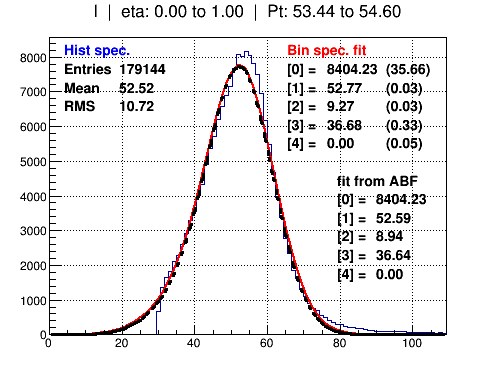 I | eta: 0.00 to 1.00 | Pt: 53.44 to 54.60
Hist spec.
Entries 179144
Mean 52.52
RMS 10.72
Bin spec. fit
[0] = 8404.23 (35.66)
[1] = 52.77 (0.03)
[2] = 9.27 (0.03)
[3] = 36.68 (0.33)
[4] = 0.00 (0.05)
fit from ABF
[0] = 8404.23
[1] = 52.59
[2] = 8.94
[3] = 36.64
[4] = 0.00
8000
7000
6000
5000
4000
3000
2000
1000
0
0 20 40 60 80 100